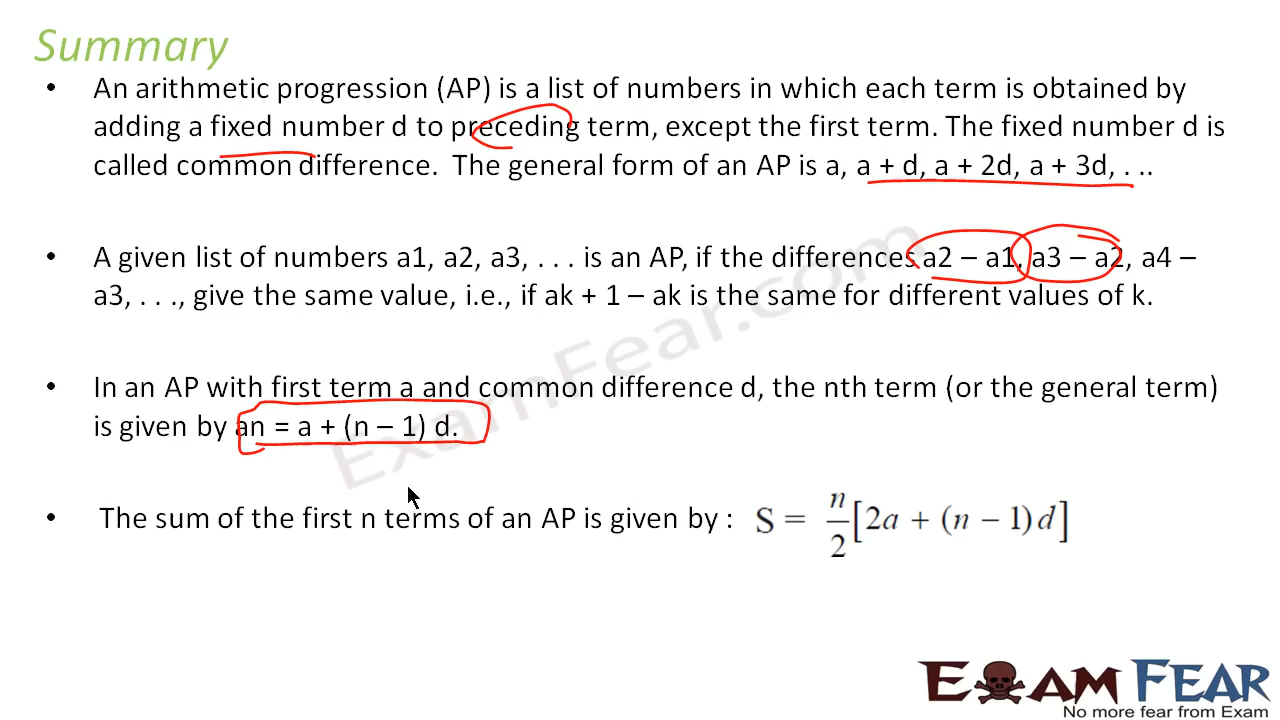 Summary
• An arithmetic progression (AP) is a list of numbers in which each term is obtained by
adding a fixed number d to preceding term, except the first term. The fixed number d is
called common difference. The general form of an AP is a, a + d, a + 2d, a + 3d, . ..
• A given list of numbers a1, a2, a3, . . . is an AP, if the differences a2 – a1, a3 – a2, a4 –
a3, . . ., give the same value, i.e., if ak + 1 – ak is the same for different values of k.
• In an AP with first term a and common difference d, the nth term (or the general term)
is given by an = a + (n – 1) d.
• The sum of the first n terms of an AP is given by : S = n/2 [2a + (n − 1) d]
ExamFear.com
EXAM FEAR
No more fear from Exam